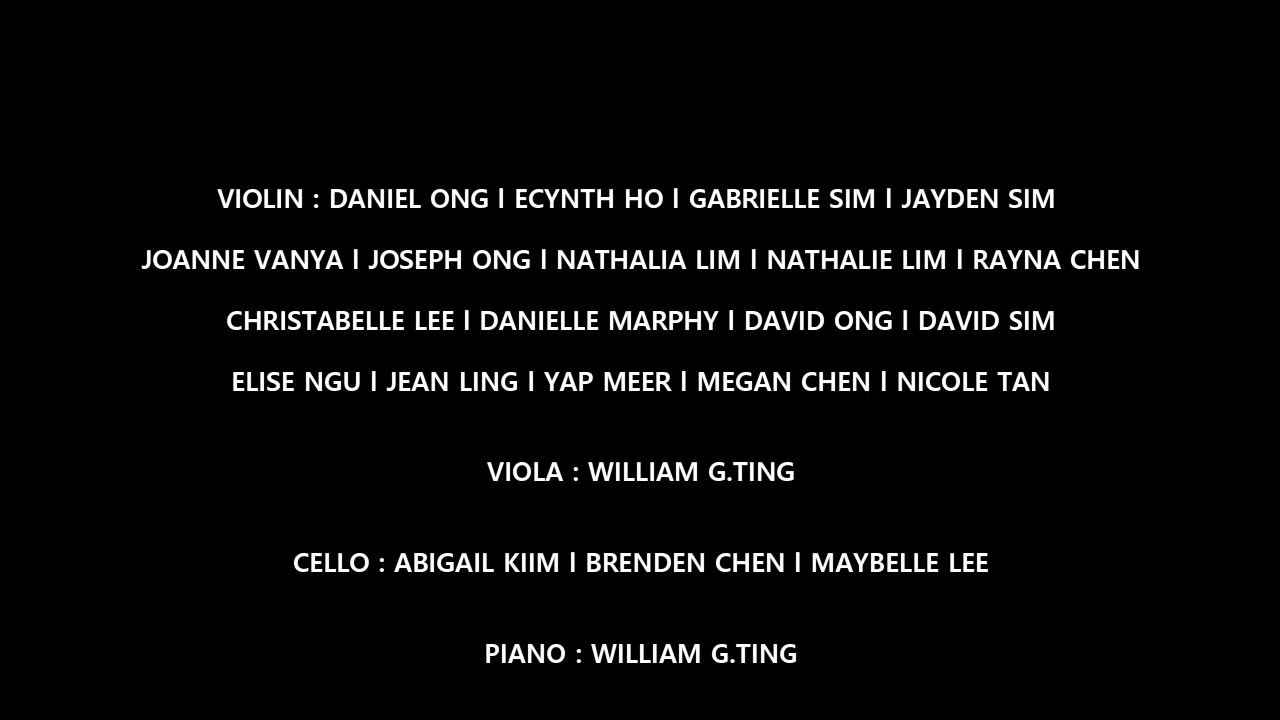 VIOLIN : DANIEL ONG l ECYNTH HO l GABRIELLE SIM l JAYDEN SIM
JOANNE VANYA l JOSEPH ONG l NATHALIA LIM l NATHALIE LIM l RAYNA CHEN
CHRISTABELLE LEE l DANIELLE MARPHY l DAVID ONG l DAVID SIM
ELISE NGU l JEAN LING l YAP MEER l MEGAN CHEN l NICOLE TAN
VIOLA : WILLIAM G.TING
CELLO : ABIGAIL KIIM l BRENDEN CHEN l MAYBELLE LEE
PIANO : WILLIAM G.TING